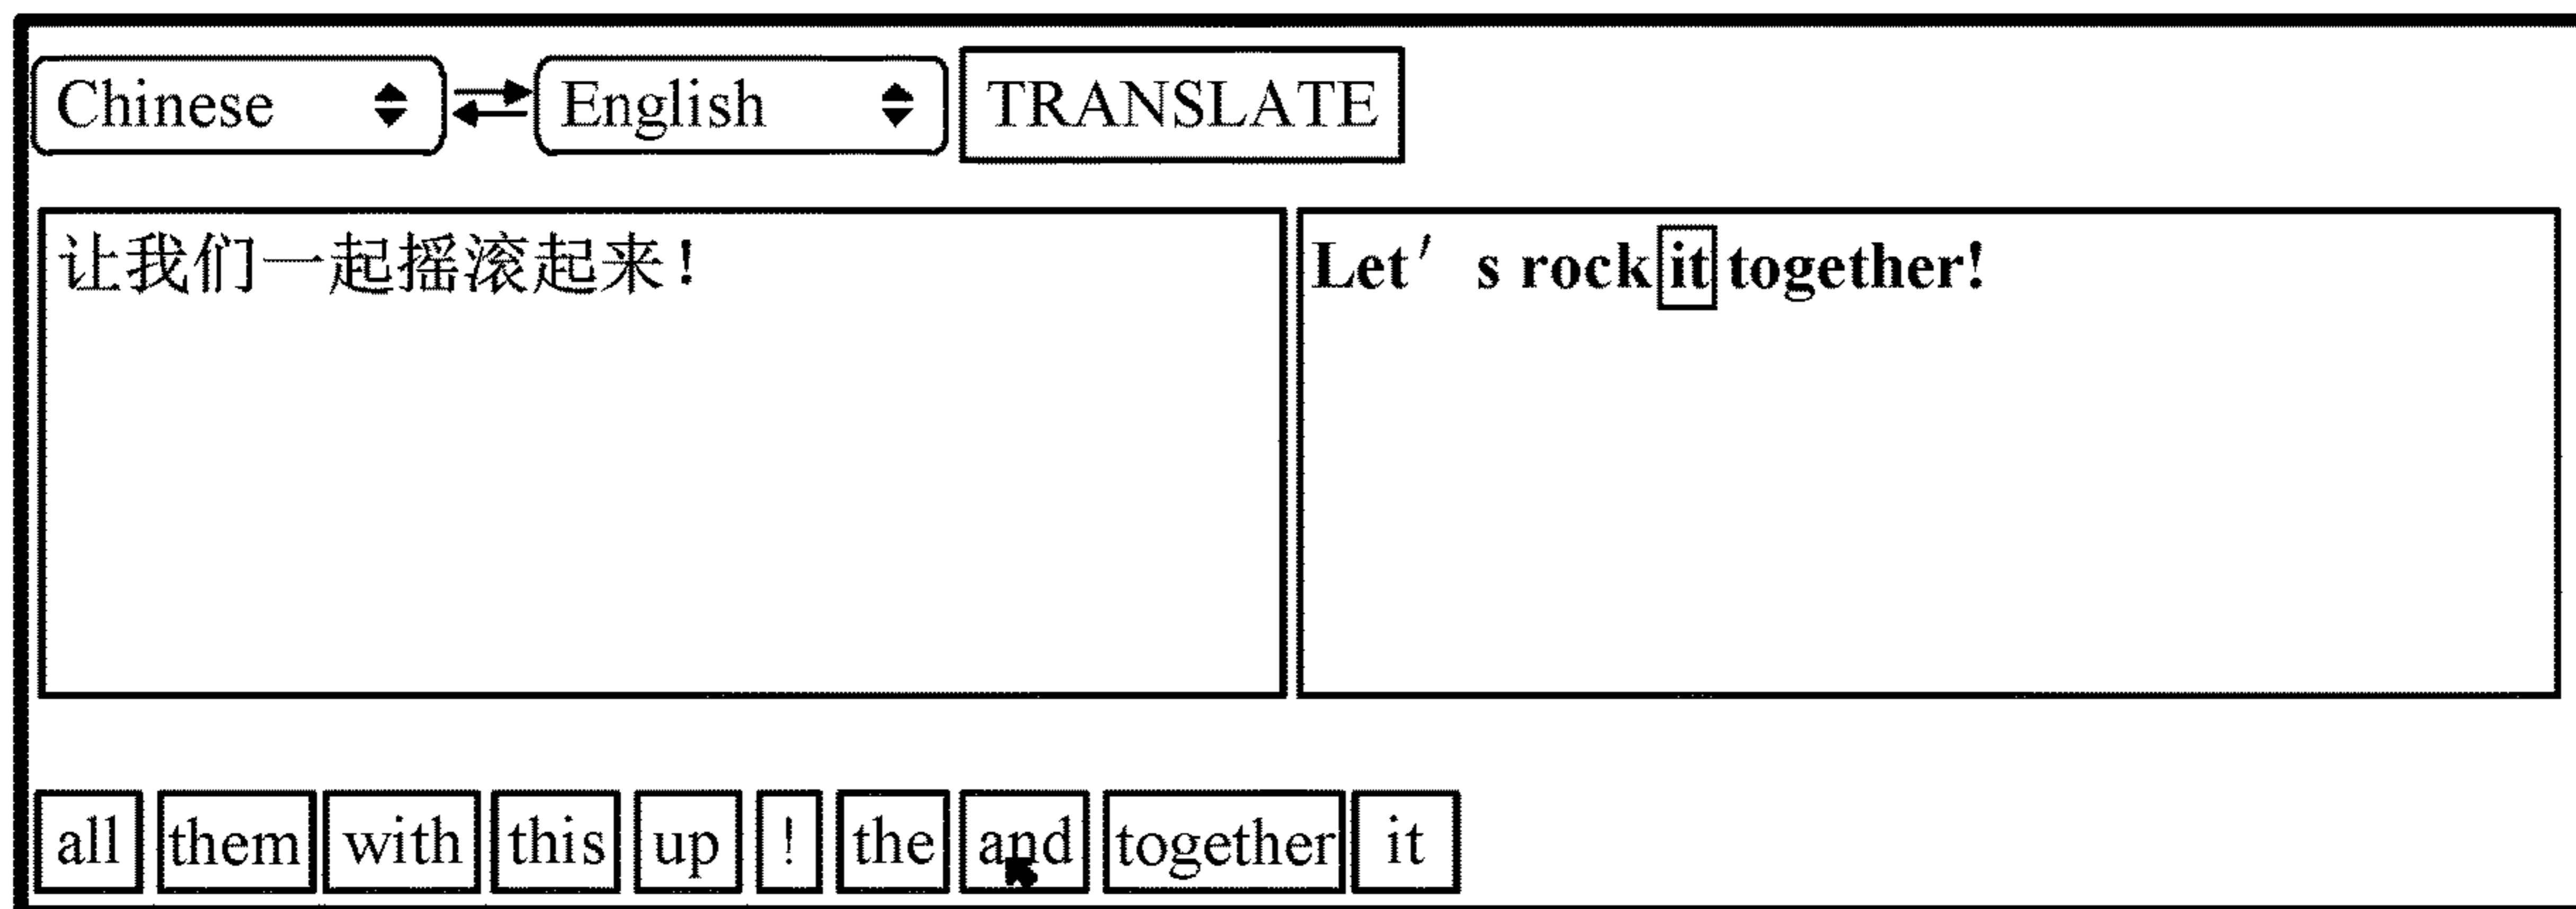 Chinese English TRANSLATE
让我们一起摇滚起来!
Let's rock it together!
all them with this up ! the and together it